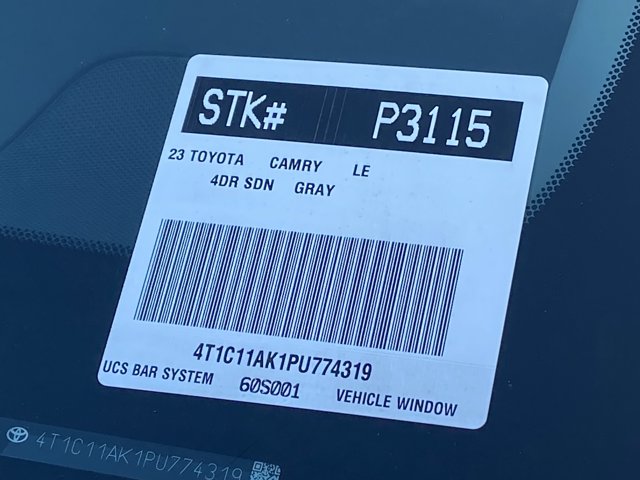 STK# P3115
23 TOYOTA CAMRY LE
4DR SDN GRAY
4T1C11AK1PU774319
UCS BAR SYSTEM 60S001 VEHICLE WINDOW
4T1C11AK1PU774319